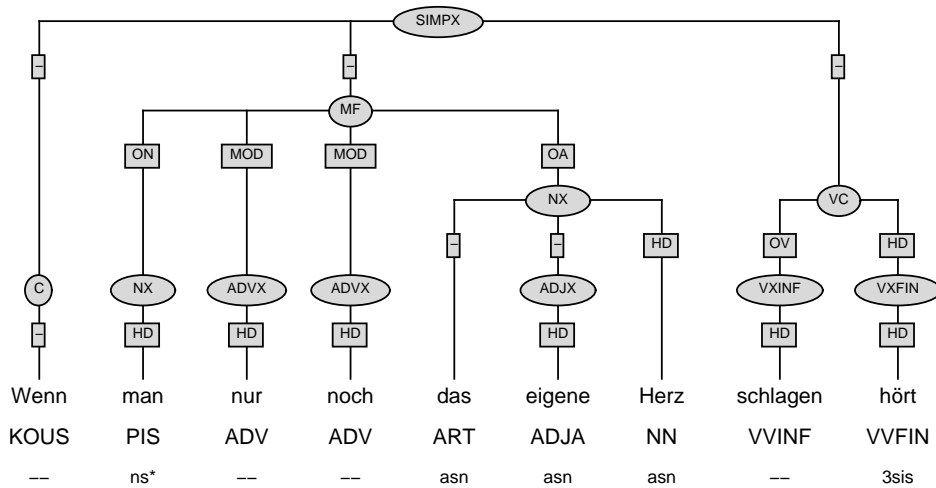 SIMPX
– – –
MF
ON MOD MOD OA
NX VC
– – HD OV HD
C NX ADVX ADVX ADJX VXINF VXFIN
– HD HD HD HD HD HD
Wenn man nur noch das eigene Herz schlagen hört
KOUS PIS ADV ADV ART ADJA NN VVINF VVFIN
–– ns* –– –– asn asn asn –– 3sis